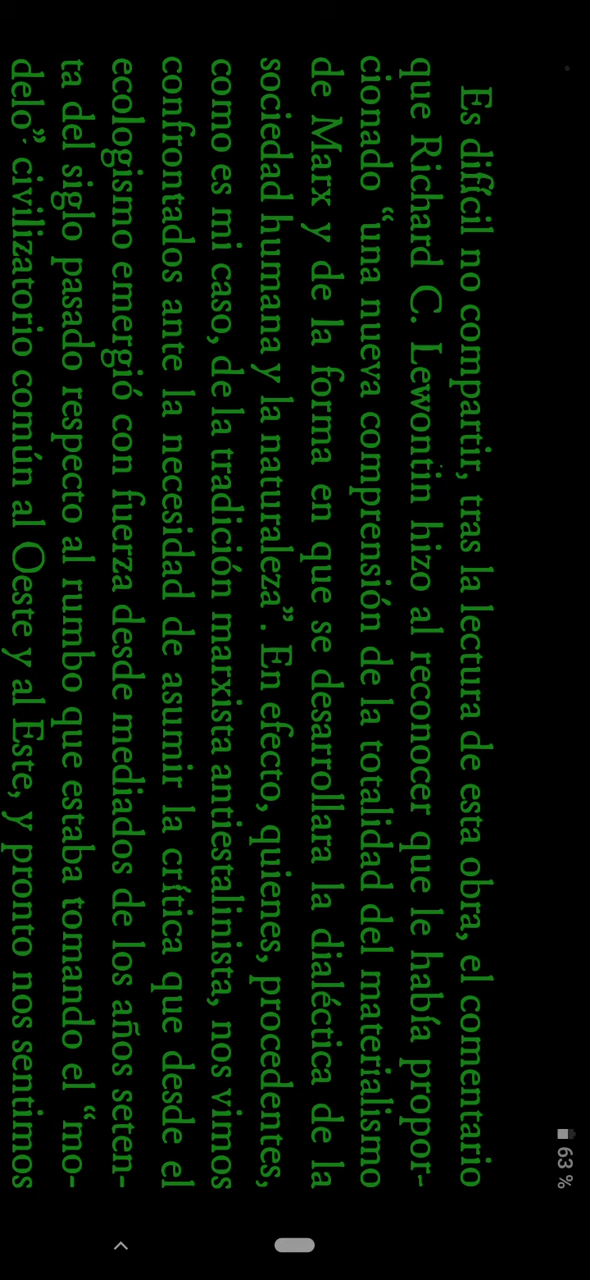 63 %
Es difícil no compartir, tras la lectura de esta obra, el comentario
que Richard C. Lewontin hizo al reconocer que le había propor-
cionado “una nueva comprensión de la totalidad del materialismo
de Marx y de la forma en que se desarrollara la dialéctica de la
sociedad humana y la naturaleza”. En efecto, quienes, procedentes,
como es mi caso, de la tradición marxista antiestalinista, nos vimos
confrontados ante la necesidad de asumir la crítica que desde el
ecologismo emergió con fuerza desde mediados de los años seten-
ta del siglo pasado respecto al rumbo que estaba tomando el “mo-
delo” civilizatorio común al Oeste y al Este, y pronto nos sentimos